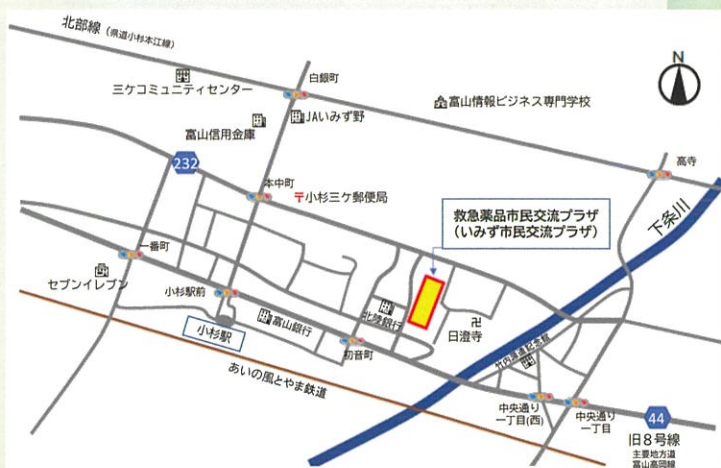 北部線（県道小杉本江線）
N
白銀町
三ケコミュニティセンター
富山情報ビジネス専門学校
JAいみず野
富山信用金庫
232
高寺
本中町
〒小杉三ケ郵便局
下条川
救急薬品市民交流プラザ
（いみず市民交流プラザ）
一番町
セブンイレブン
小杉駅前
北陸銀行
卍
日澄寺
富山銀行
小杉駅
初音町
竹内源造記念館
あいの風とやま鉄道
中央通り
一丁目(西)
中央通り
一丁目
44
旧8号線
主要地方道
富山高岡線